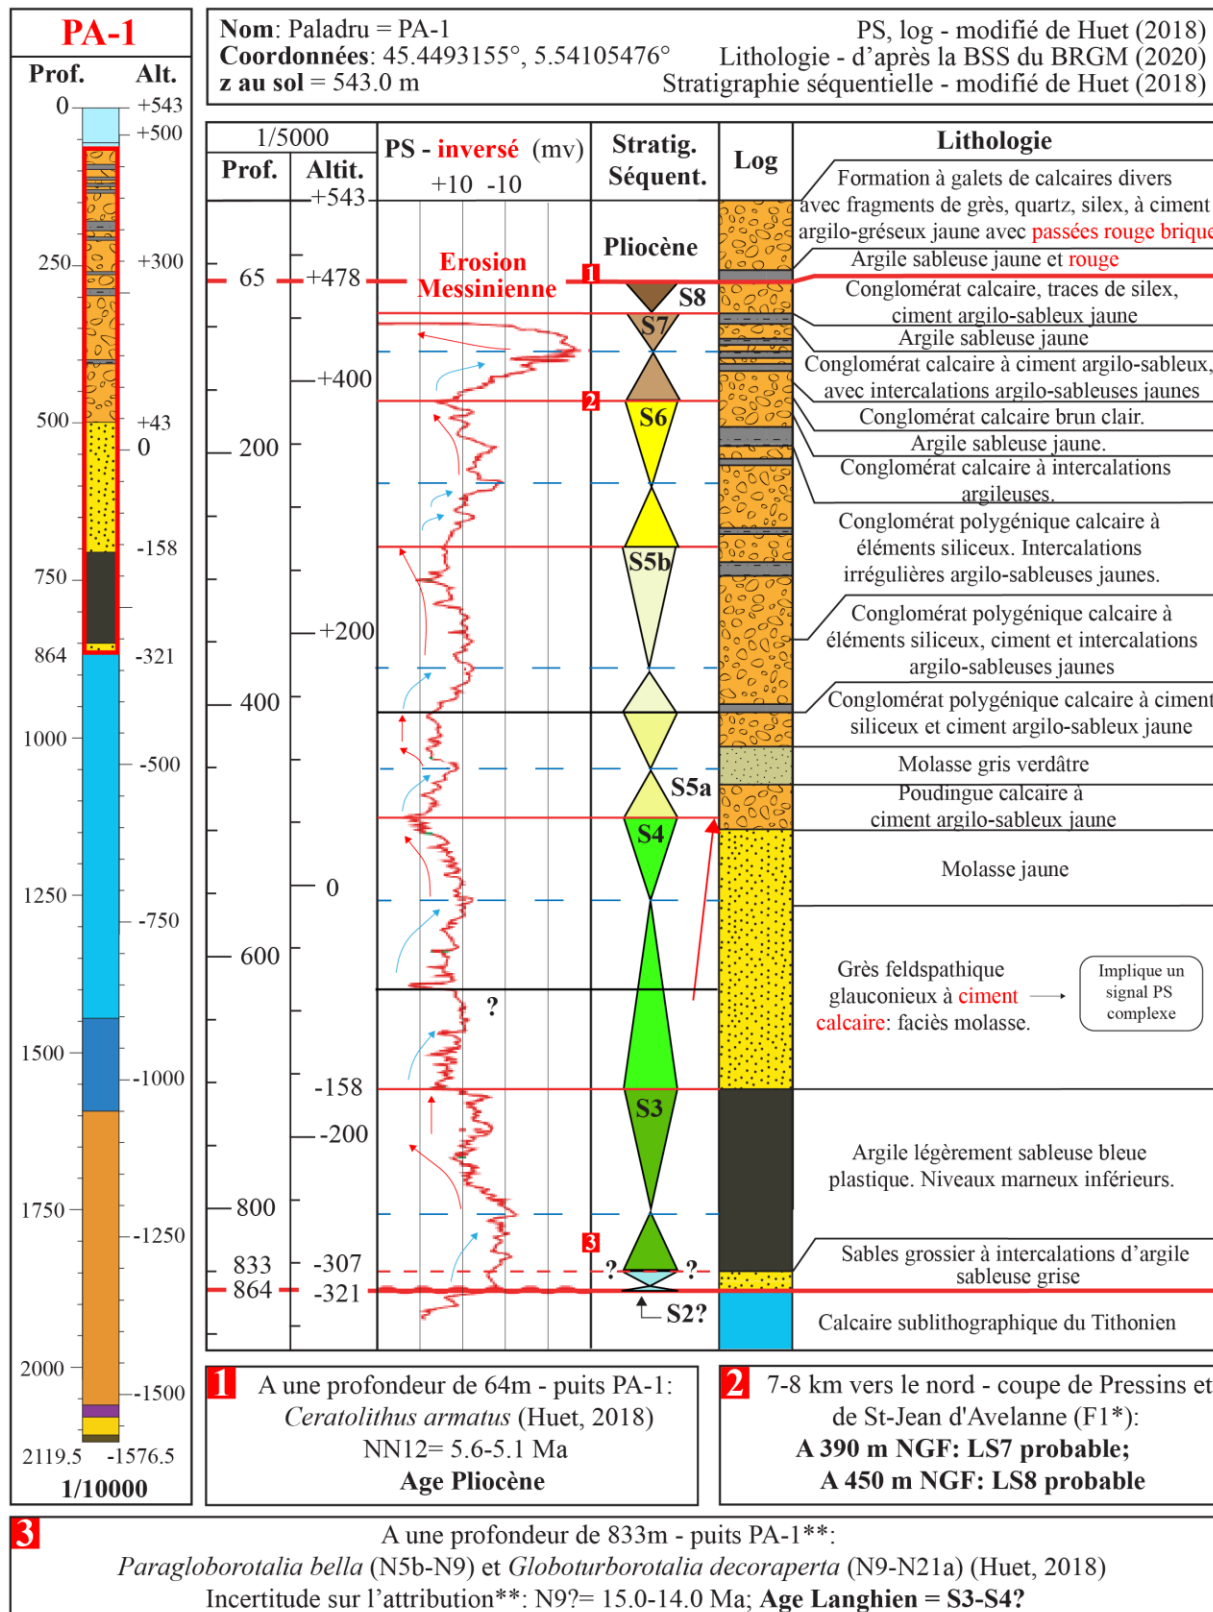 PA-1
Prof. Alt.
0 +543
+500
250 +300
500 +43
0
-158
750
864 -321
1000
-500
1250
-750
1500
-1000
1750
-1250
2000
-1500
2119.5 -1576.5
1/10000
Nom: Paladru = PA-1
Coordonnées: 45.4493155°, 5.54105476°
z au sol = 543.0 m
PS, log - modifié de Huet (2018)
Lithologie - d'après la BSS du BRGM (2020)
Stratigraphie séquentielle - modifié de Huet (2018)
1/5000
Prof. Altit.
+543
65 +478
+400
200
+200
400
0
600
-158
-200
800
833 -307
864 -321
PS - inversé (mv)
+10 -10
Erosion
Messinienne
?
Stratig.
Séquent.
Pliocène
1
S8
S7
2
S6
S5b
S5a
S4
S3
3
? ?
S2?
Log
Lithologie
Formation à galets de calcaires divers
avec fragments de grès, quartz, silex, à ciment
argilo-gréseux jaune avec passées rouge brique
Argile sableuse jaune et rouge
Conglomérat calcaire, traces de silex,
ciment argilo-sableux jaune
Argile sableuse jaune
Conglomérat calcaire à ciment argilo-sableux,
avec intercalations argilo-sableuses jaunes
Conglomérat calcaire brun clair.
Argile sableuse jaune.
Conglomérat calcaire à intercalations
argileuses.
Conglomérat polygénique calcaire à
éléments siliceux. Intercalations
irrégulières argilo-sableuses jaunes.
Conglomérat polygénique calcaire à
éléments siliceux, ciment et intercalations
argilo-sableuses jaunes
Conglomérat polygénique calcaire à ciment
siliceux et ciment argilo-sableux jaune
Molasse gris verdâtre
Poudingue calcaire à
ciment argilo-sableux jaune
Molasse jaune
Grès feldspathique
glauconieux à ciment
calcaire: faciès molasse.
Implique un
signal PS
complexe
Argile légèrement sableuse bleue
plastique. Niveaux marneux inférieurs.
Sables grossier à intercalations d'argile
sableuse grise
Calcaire sublithographique du Tithonien
1 A une profondeur de 64m - puits PA-1:
Ceratolithus armatus (Huet, 2018)
NN12= 5.6-5.1 Ma
Age Pliocène
2 7-8 km vers le nord - coupe de Pressins et
de St-Jean d'Avelanne (F1*):
A 390 m NGF: LS7 probable;
A 450 m NGF: LS8 probable
3 A une profondeur de 833m - puits PA-1**:
Paragloborotalia bella (N5b-N9) et Globoturborotalia decoraperta (N9-N21a) (Huet, 2018)
Incertitude sur l'attribution**: N9?= 15.0-14.0 Ma; Age Langhien = S3-S4?